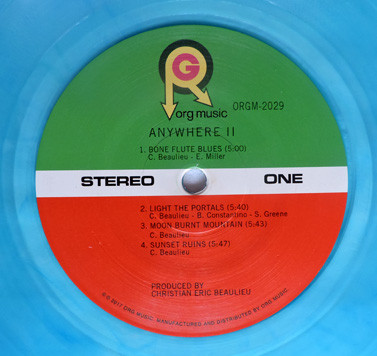 G
org music
ORGM-2029
ANYWHERE II
1. BONE FLUTE BLUES (5:00)
C. Beaulieu - E. Miller
STEREO ONE
2. LIGHT THE PORTALS (5:40)
C. Beaulieu - B. Constantino - S. Greene
3. MOON BURNT MOUNTAIN (5:43)
C. Beaulieu
4. SUNSET RUINS (5:47)
C. Beaulieu
PRODUCED BY
CHRISTIAN ERIC BEAULIEU
℗ © 2017 ORG MUSIC. MANUFACTURED AND DISTRIBUTED BY ORG MUSIC.